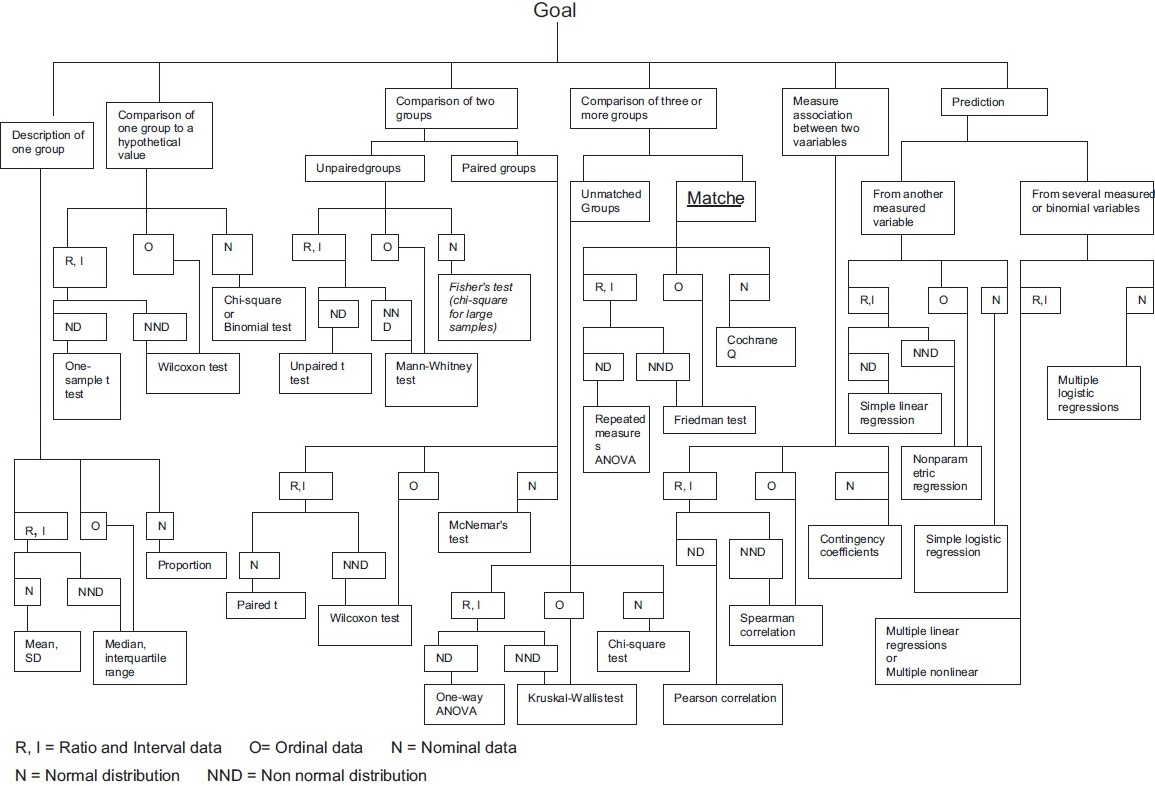 Goal
Description of
one group
Comparison of
one group to a
hypothetical
value
Comparison of two
groups
Comparison of three or
more groups
Measure
association
between two
vaariables
Prediction
Unpairedgroups
Paired groups
Unmatched
Groups
Matche
From another
measured
variable
From several measured
or binomial variables
R, I
O
N
ND
NND
One-
sample t
test
Wilcoxon test
Chi-square
or
Binomial test
R, I
O
N
ND
NN
D
Unpaired t
test
Mann-Whitney
test
Fisher's test
(chi-square
for large
samples)
R, I
O
N
ND
NND
Repeated
measure
s
ANOVA
Friedman test
Cochrane
Q
R,I
O
N
ND
NND
Simple linear
regression
Nonparam
etric
regression
Simple logistic
regression
R,I
N
Multiple
logistic
regressions
Multiple linear
regressions
or
Multiple nonlinear
R, I
O
N
N
NND
Mean,
SD
Median,
interquartile
range
Proportion
R,I
O
N
N
NND
Paired t
Wilcoxon test
McNemar's
test
R, I
O
N
ND
NND
One-way
ANOVA
Kruskal-Wallistest
Chi-square
test
R, I
O
N
ND
NND
Pearson correlation
Spearman
correlation
Contingency
coefficients
R, I = Ratio and Interval data O= Ordinal data N = Nominal data
N = Normal distribution NND = Non normal distribution